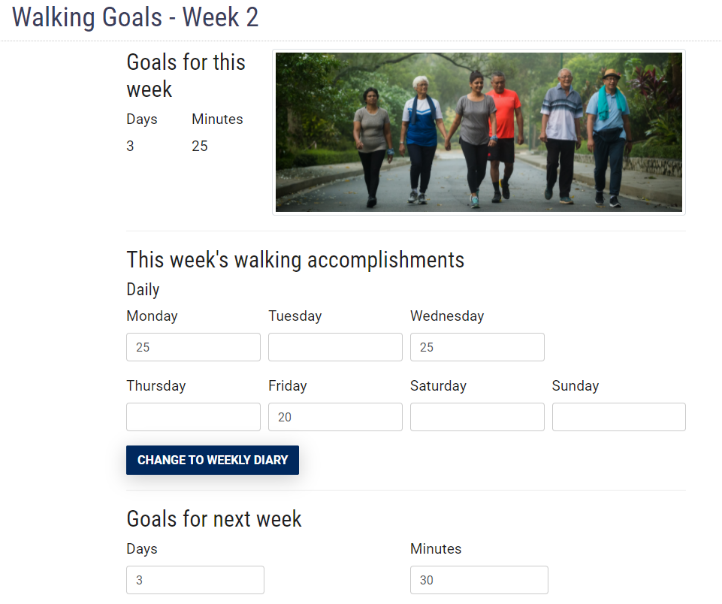 Walking Goals - Week 2
Goals for this
week
Days Minutes
3 25
This week's walking accomplishments
Daily
Monday Tuesday Wednesday
25 25
Thursday Friday Saturday Sunday
20
CHANGE TO WEEKLY DIARY
Goals for next week
Days Minutes
3 30